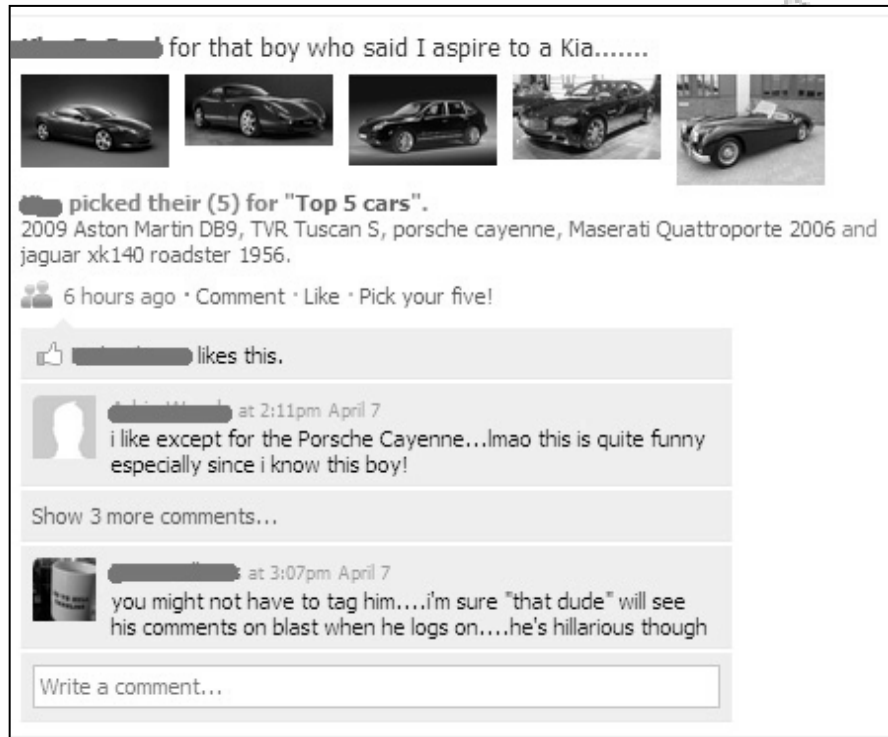 for that boy who said I aspire to a Kia.......
picked their (5) for "Top 5 cars".
2009 Aston Martin DB9, TVR Tuscan S, porsche cayenne, Maserati Quattroporte 2006 and
jaguar xk140 roadster 1956.
6 hours ago · Comment · Like · Pick your five!
likes this.
at 2:11pm April 7
i like except for the Porsche Cayenne...lmao this is quite funny
especially since i know this boy!
Show 3 more comments...
at 3:07pm April 7
you might not have to tag him....i'm sure "that dude" will see
his comments on blast when he logs on....he's hillarious though
Write a comment...